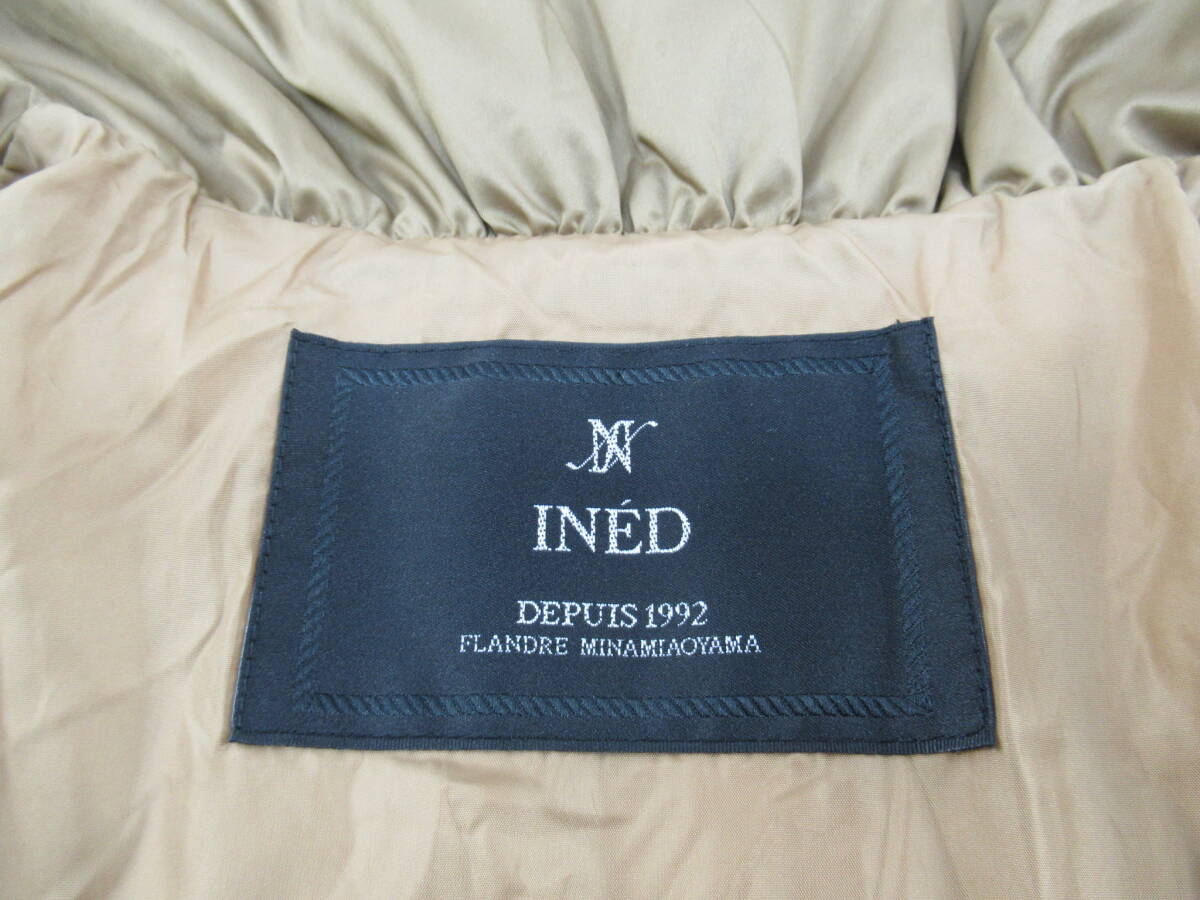 INÉD
DEPUIS 1992
FLANDRE MINAMIAOYAMA